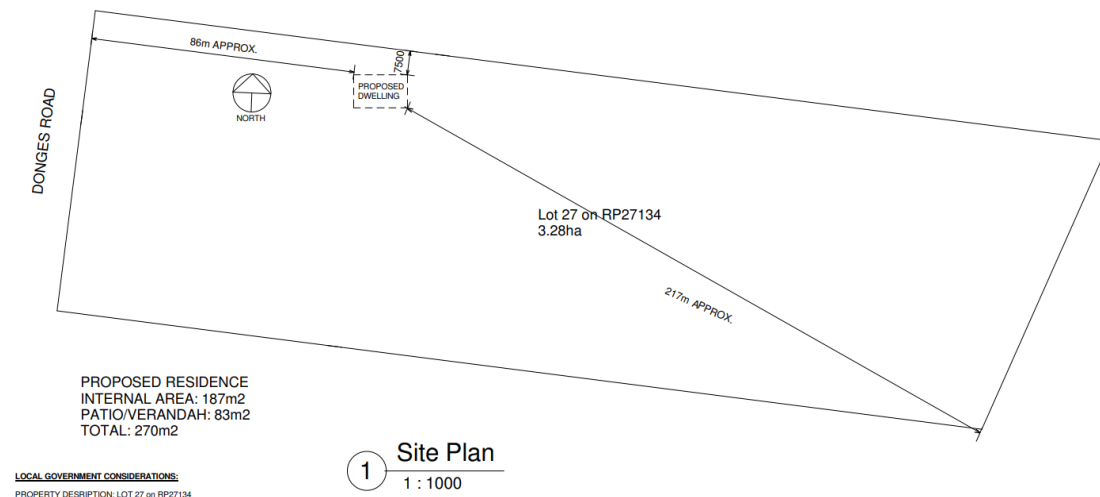 86m APPROX.
7500
PROPOSED
DWELLING
NORTH
DONGES ROAD
Lot 27 on RP27134
3.28ha
217m APPROX.
PROPOSED RESIDENCE
INTERNAL AREA: 187m2
PATIO/VERANDAH: 83m2
TOTAL: 270m2
1 Site Plan
1 : 1000
LOCAL GOVERNMENT CONSIDERATIONS:
PROPERTY DESRIPTION: LOT 27 on RP27134